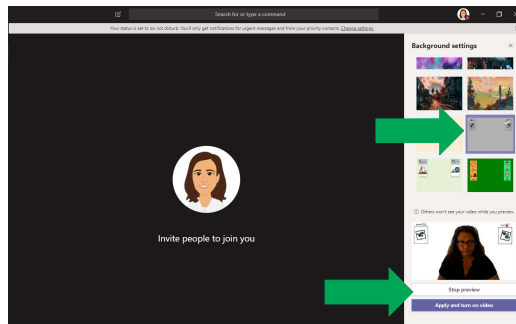 Search for or type a command
Your status is set to do not disturb. You'll only get notifications for urgent messages and from your priority contacts. Change settings.
Background settings
Others won't see your video while you preview.
Invite people to join you
Stop preview
Apply and turn on video